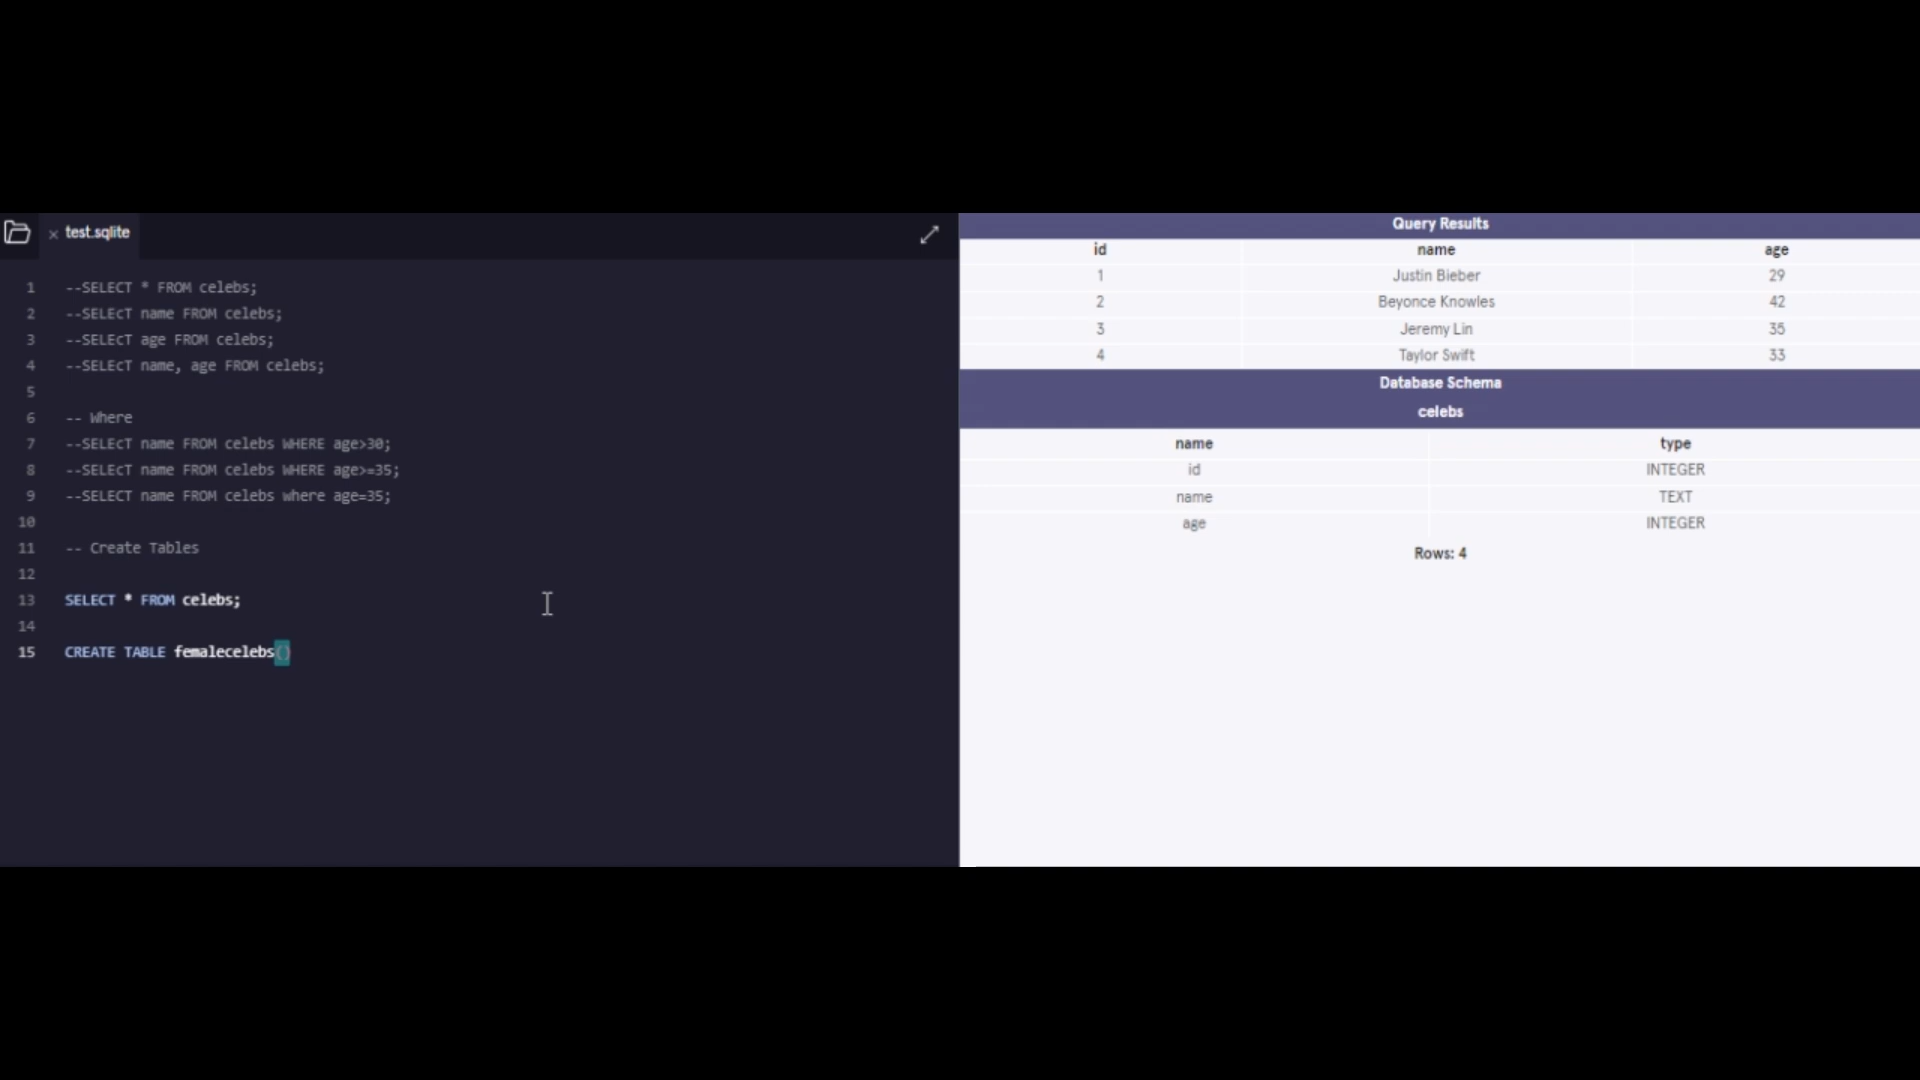 test.sqlite
1 --SELECT * FROM celebs;
2 --SELEcT name FROM celebs;
3 --SELEcT age FROM celebs;
4 --SELEcT name, age FROM celebs;
5
6 -- Where
7 --SELEcT name FROM celebs WHERE age>30;
8 --SELEcT name FROM celebs WHERE age>=35;
9 --SELEcT name FROM celebs where age=35;
10
11 -- Create Tables
12
13 SELECT * FROM celebs;
14
15 CREATE TABLE femalecelebs()
Query Results
id name age
1 Justin Bieber 29
2 Beyonce Knowles 42
3 Jeremy Lin 35
4 Taylor Swift 33
Database Schema
celebs
name type
id INTEGER
name TEXT
age INTEGER
Rows: 4